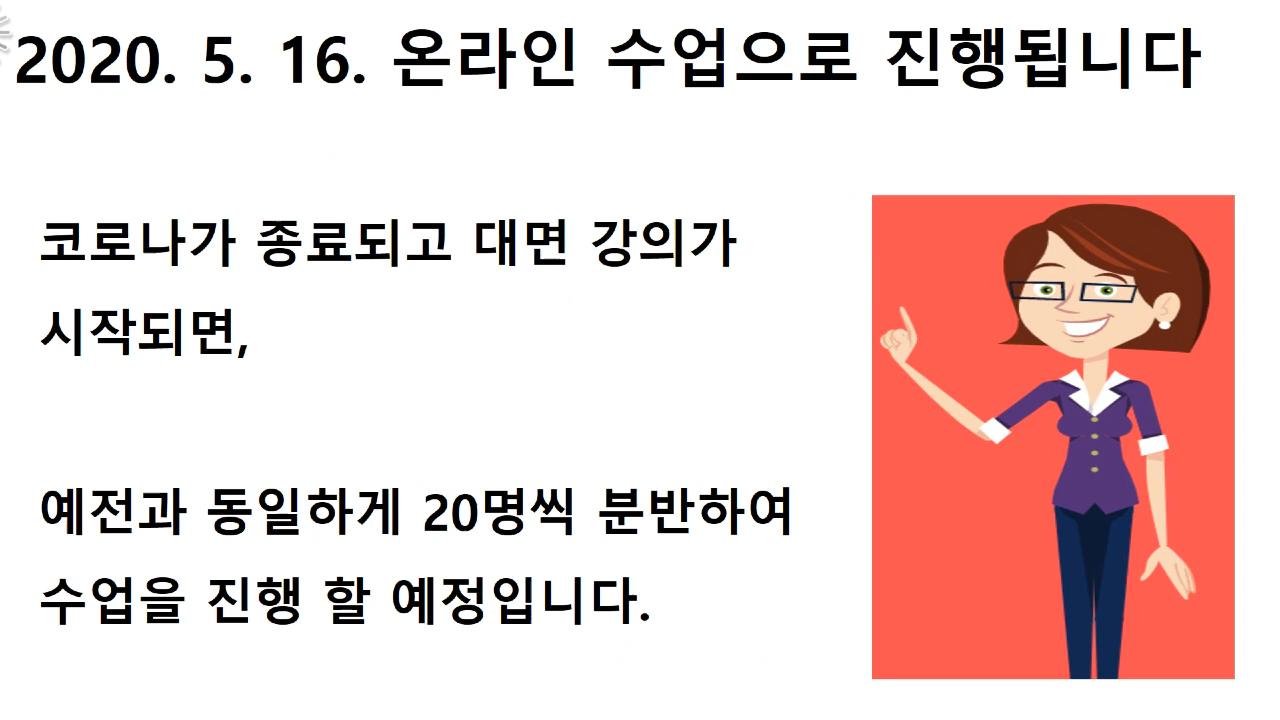 2020. 5. 16. 온라인 수업으로 진행됩니다
코로나가 종료되고 대면 강의가
시작되면,
예전과 동일하게 20명씩 분반하여
수업을 진행 할 예정입니다.